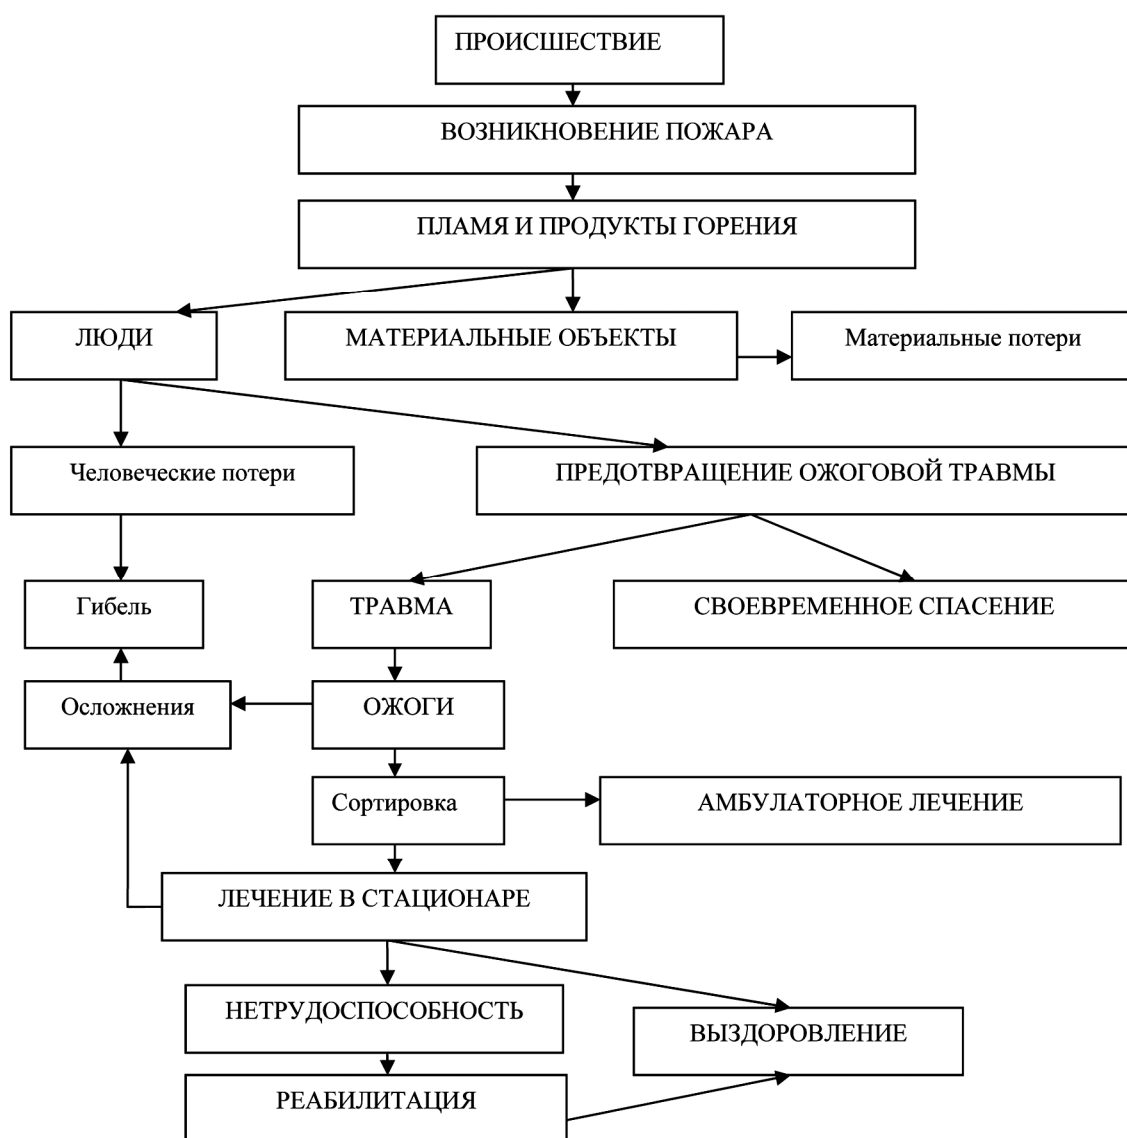 ПРОИСШЕСТВИЕ
ВОЗНИКНОВЕНИЕ ПОЖАРА
ПЛАМЯ И ПРОДУКТЫ ГОРЕНИЯ
ЛЮДИ
МАТЕРИАЛЬНЫЕ ОБЪЕКТЫ
Материальные потери
Человеческие потери
ПРЕДОТВРАЩЕНИЕ ОЖОГОВОЙ ТРАВМЫ
Гибель
ТРАВМА
СВОЕВРЕМЕННОЕ СПАСЕНИЕ
Осложнения
ОЖОГИ
Сортировка
АМБУЛАТОРНОЕ ЛЕЧЕНИЕ
ЛЕЧЕНИЕ В СТАЦИОНАРЕ
НЕТРУДОСПОСОБНОСТЬ
ВЫЗДОРОВЛЕНИЕ
РЕАБИЛИТАЦИЯ